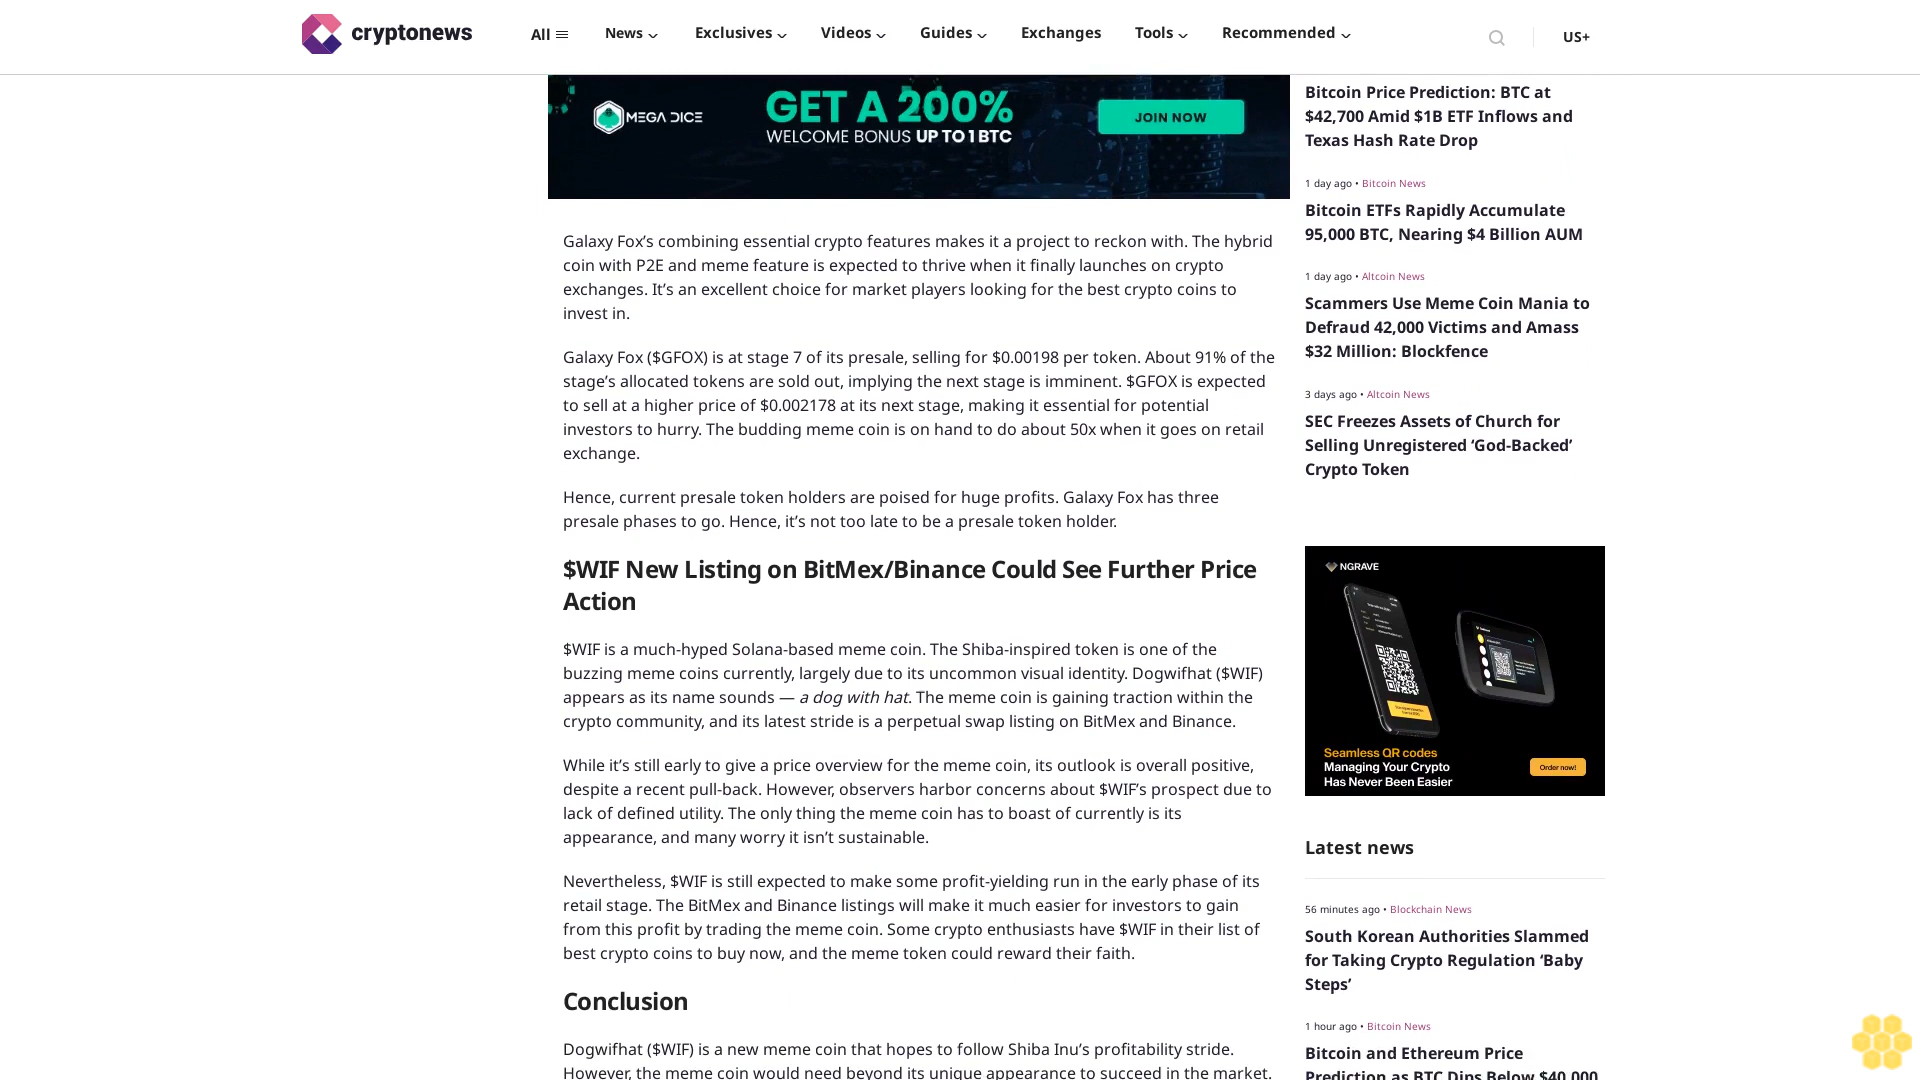 cryptonews
All
News
Exclusives
Videos
Guides
Exchanges
Tools
Recommended
US+
MEGA DICE
GET A 200%
WELCOME BONUS UP TO 1 BTC
JOIN NOW
Galaxy Fox’s combining essential crypto features makes it a project to reckon with. The hybrid
coin with P2E and meme feature is expected to thrive when it finally launches on crypto
exchanges. It’s an excellent choice for market players looking for the best crypto coins to
invest in.
Galaxy Fox ($GFOX) is at stage 7 of its presale, selling for $0.00198 per token. About 91% of the
stage’s allocated tokens are sold out, implying the next stage is imminent. $GFOX is expected
to sell at a higher price of $0.002178 at its next stage, making it essential for potential
investors to hurry. The budding meme coin is on hand to do about 50x when it goes on retail
exchange.
Hence, current presale token holders are poised for huge profits. Galaxy Fox has three
presale phases to go. Hence, it’s not too late to be a presale token holder.
$WIF New Listing on BitMex/Binance Could See Further Price
Action
$WIF is a much-hyped Solana-based meme coin. The Shiba-inspired token is one of the
buzzing meme coins currently, largely due to its uncommon visual identity. Dogwifhat ($WIF)
appears as its name sounds — a dog with hat. The meme coin is gaining traction within the
crypto community, and its latest stride is a perpetual swap listing on BitMex and Binance.
While it’s still early to give a price overview for the meme coin, its outlook is overall positive,
despite a recent pull-back. However, observers harbor concerns about $WIF’s prospect due to
lack of defined utility. The only thing the meme coin has to boast of currently is its
appearance, and many worry it isn’t sustainable.
Nevertheless, $WIF is still expected to make some profit-yielding run in the early phase of its
retail stage. The BitMex and Binance listings will make it much easier for investors to gain
from this profit by trading the meme coin. Some crypto enthusiasts have $WIF in their list of
best crypto coins to buy now, and the meme token could reward their faith.
Conclusion
Dogwifhat ($WIF) is a new meme coin that hopes to follow Shiba Inu’s profitability stride.
However, the meme coin would need beyond its unique appearance to succeed in the market.
Bitcoin Price Prediction: BTC at
$42,700 Amid $1B ETF Inflows and
Texas Hash Rate Drop
1 day ago • Bitcoin News
Bitcoin ETFs Rapidly Accumulate
95,000 BTC, Nearing $4 Billion AUM
1 day ago • Altcoin News
Scammers Use Meme Coin Mania to
Defraud 42,000 Victims and Amass
$32 Million: Blockfence
3 days ago • Altcoin News
SEC Freezes Assets of Church for
Selling Unregistered ‘God-Backed’
Crypto Token
NGRAVE
Seamless QR codes
Managing Your Crypto
Has Never Been Easier
Order now!
Latest news
56 minutes ago • Blockchain News
South Korean Authorities Slammed
for Taking Crypto Regulation ‘Baby
Steps’
1 hour ago • Bitcoin News
Bitcoin and Ethereum Price
Prediction as BTC Dips Below $40,000